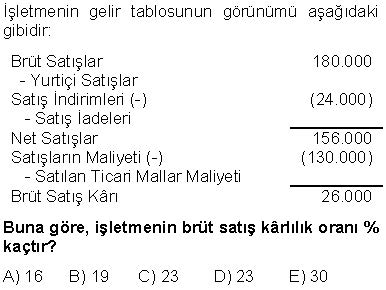 İşletmenin gelir tablosunun görünümü aşağıdaki
gibidir:
Brüt Satışlar 180.000
- Yurtiçi Satışlar
Satış İndirimleri (-) (24.000)
- Satış İadeleri
Net Satışlar 156.000
Satışların Maliyeti (-) (130.000)
- Satılan Ticari Mallar Maliyeti
Brüt Satış Kârı 26.000
Buna göre, işletmenin brüt satış kârlılık oranı %
kaçtır?
A) 16 B) 19 C) 23 D) 23 E) 30